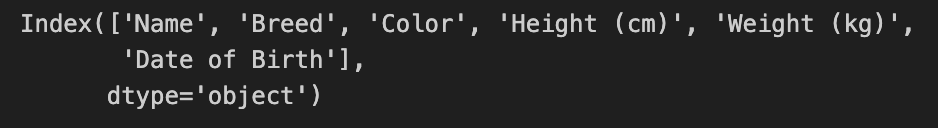 Index(['Name', 'Breed', 'Color', 'Height (cm)', 'Weight (kg)',
'Date of Birth'],
dtype='object')